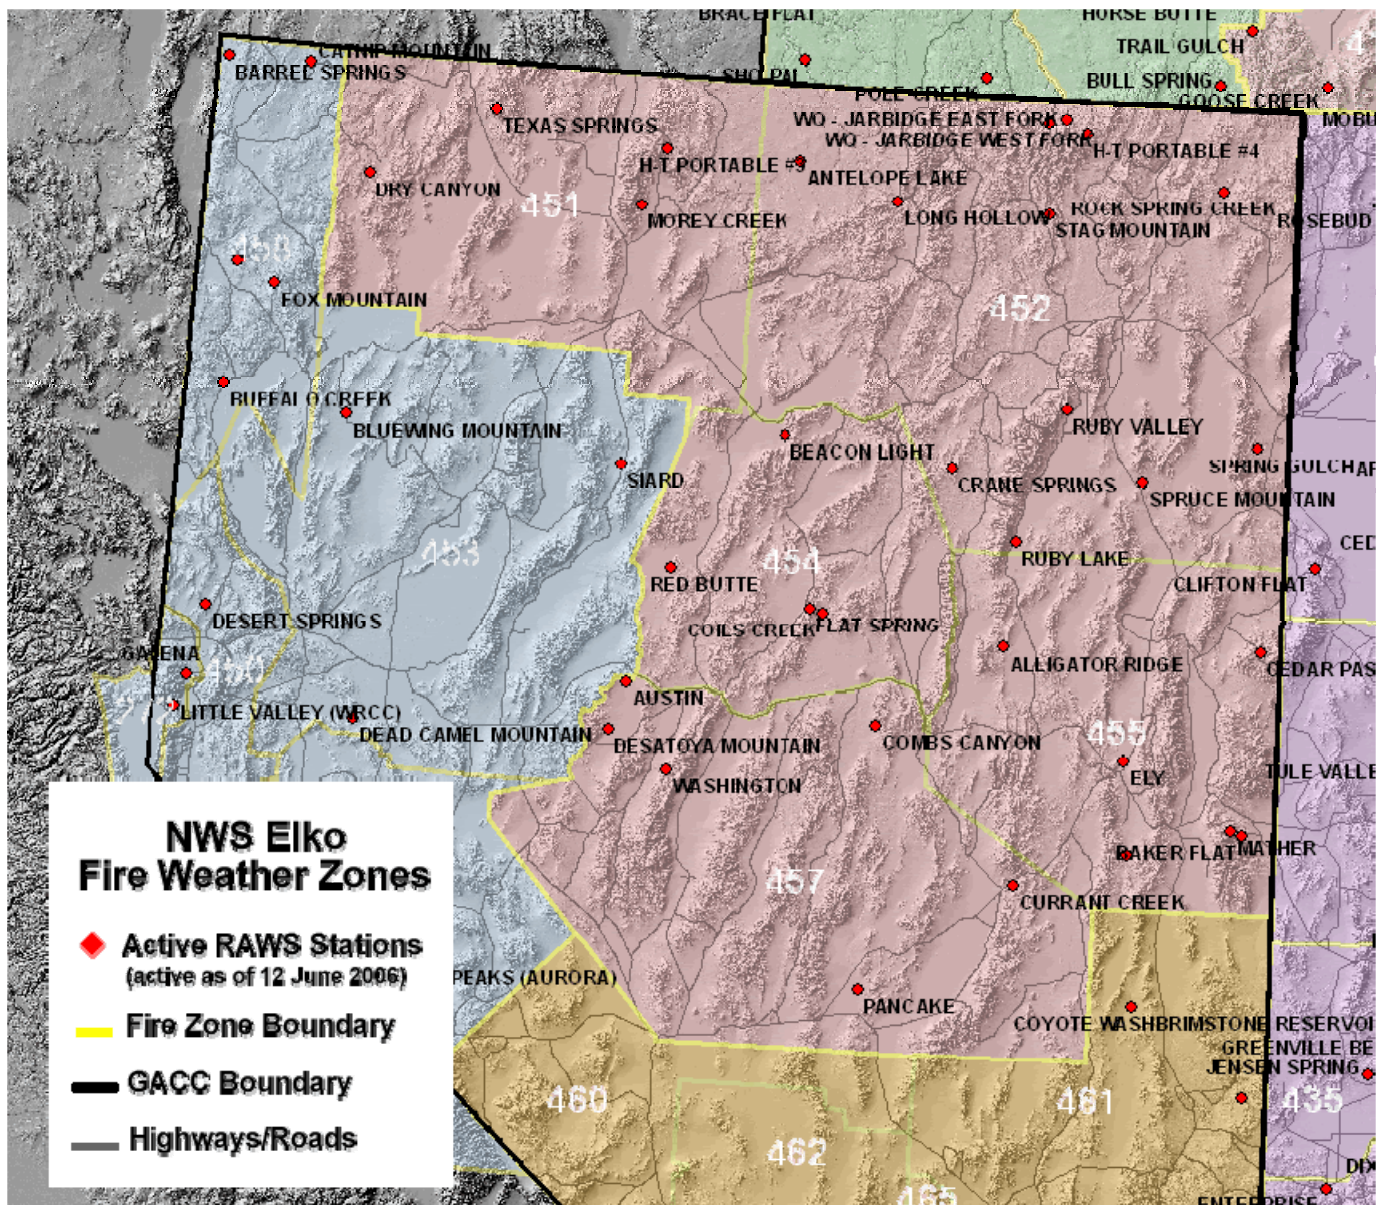 BRACE FLAT
HORSE BUTTE
TRAIL GULCH
CATNIP MOUNTAIN
BARREL SPRINGS
SHO PAI
BULL SPRING
POLE CREEK
GOOSE CREEK
TEXAS SPRINGS
WO - JARBIDGE EAST FORK
WO - JARBIDGE WEST FORK
H-T PORTABLE #4
H-T PORTABLE #9
ANTELOPE LAKE
DRY CANYON
451
MOREY CREEK
LONG HOLLOW
ROCK SPRING CREEK
STAG MOUNTAIN
ROSEBUD
458
FOX MOUNTAIN
452
BUFFALO CREEK
BLUEWING MOUNTAIN
RUBY VALLEY
BEACON LIGHT
SIARD
CRANE SPRINGS
SPRING GULCH
SPRUCE MOUNTAIN
453
454
RUBY LAKE
RED BUTTE
CLIFTON FLAT
DESERT SPRINGS
COILS CREEK
FLAT SPRING
GALENA
450
ALLIGATOR RIDGE
CEDAR PAS
AUSTIN
272
LITTLE VALLEY (WRCC)
DEAD CAMEL MOUNTAIN
DESATOYA MOUNTAIN
COMBS CANYON
455
WASHINGTON
ELY
TULE VALLE
BAKER FLAT
MATHER
457
CURRANT CREEK
PEAKS (AURORA)
PANCAKE
COYOTE WASH
BRIMSTONE RESERVOI
GREENVILLE BE
JENSEN SPRING
460
461
435
462
465
ENTERPRISE
NWS Elko
Fire Weather Zones
Active RAWS Stations
(active as of 12 June 2006)
Fire Zone Boundary
GACC Boundary
Highways/Roads